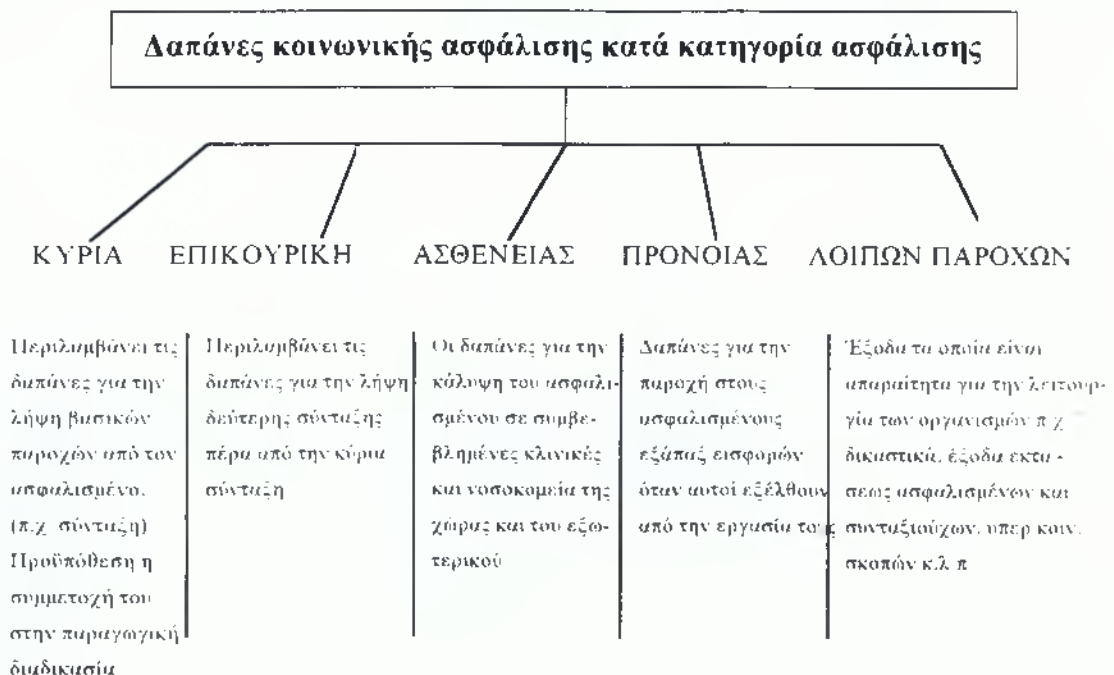 Δαπάνες κοινωνικής ασφάλισης κατά κατηγορία ασφάλισης
ΚΥΡΙΑ
ΕΠΙΚΟΥΡΙΚΗ
ΑΣΘΕΝΕΙΑΣ
ΠΡΟΝΟΙΑΣ
ΛΟΙΠΩΝ ΠΑΡΟΧΩΝ
Περιλαμβάνει τις
δαπάνες για την
λήψη βασικών
παροχών από τον
ασφαλισμένο.
(π.χ σύνταξη)
Προϋπόθεση η
συμμετοχή του
στην παραγωγική
διαδικασία
Περιλαμβάνει τις
δαπάνες για την λήψη
δεύτερης σύνταξης
πέρα από την κύρια
σύνταξη
Οι δαπάνες για την
κάλυψη του ασφαλι-
σμένου σε συμβε-
βλημένες κλινικές
και νοσοκομεία της
χώρας και του εξω-
τερικού
Δαπάνες για την
παροχή στους
ασφαλισμένους
εξάπαξ εισφορών
όταν αυτοί εξέλθουν
από την εργασία τους
Έξοδα τα οποία είναι
απαραίτητα για την λειτουρ-
γία των οργανισμών π.χ
δικαστικά, έξοδα εκτα -
σεως ασφαλισμένων και
συνταξιούχων, υπερ κοιν.
σκοπών κ.λ π